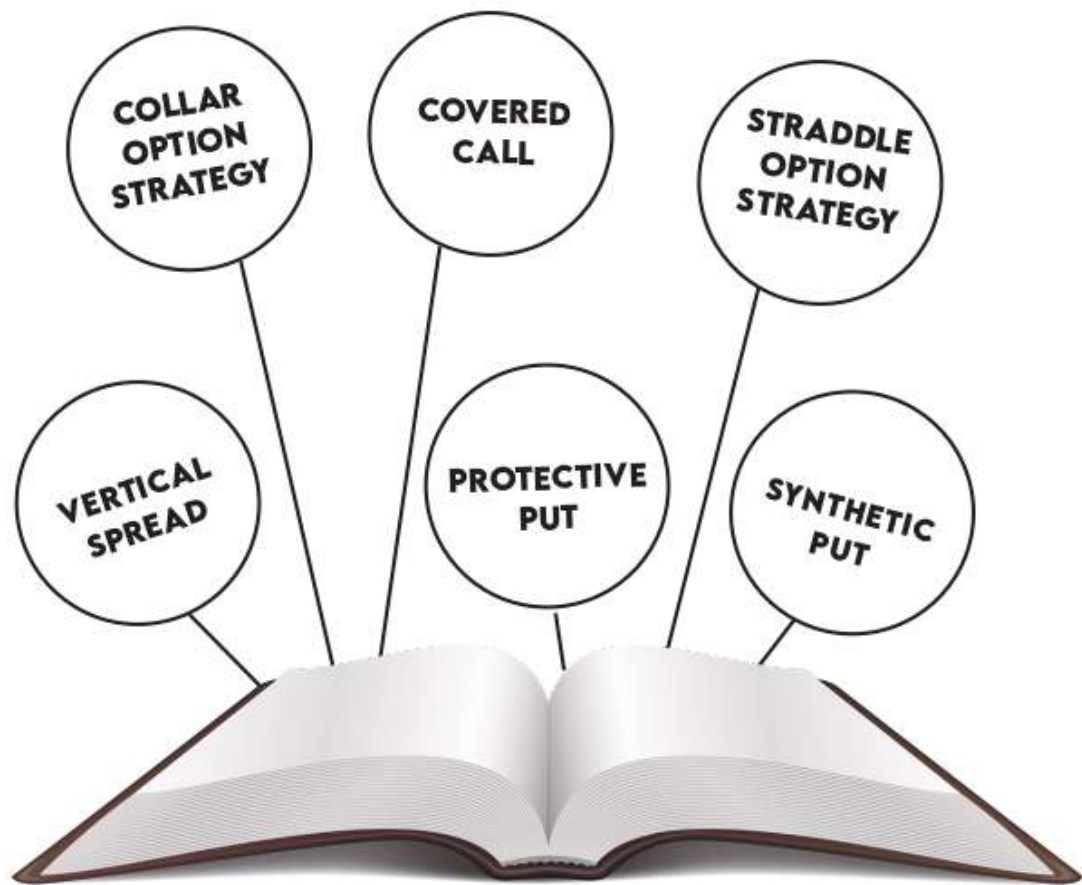 COLLAR
OPTION
STRATEGY
COVERED
CALL
STRADDLE
OPTION
STRATEGY
VERTICAL
SPREAD
PROTECTIVE
PUT
SYNTHETIC
PUT